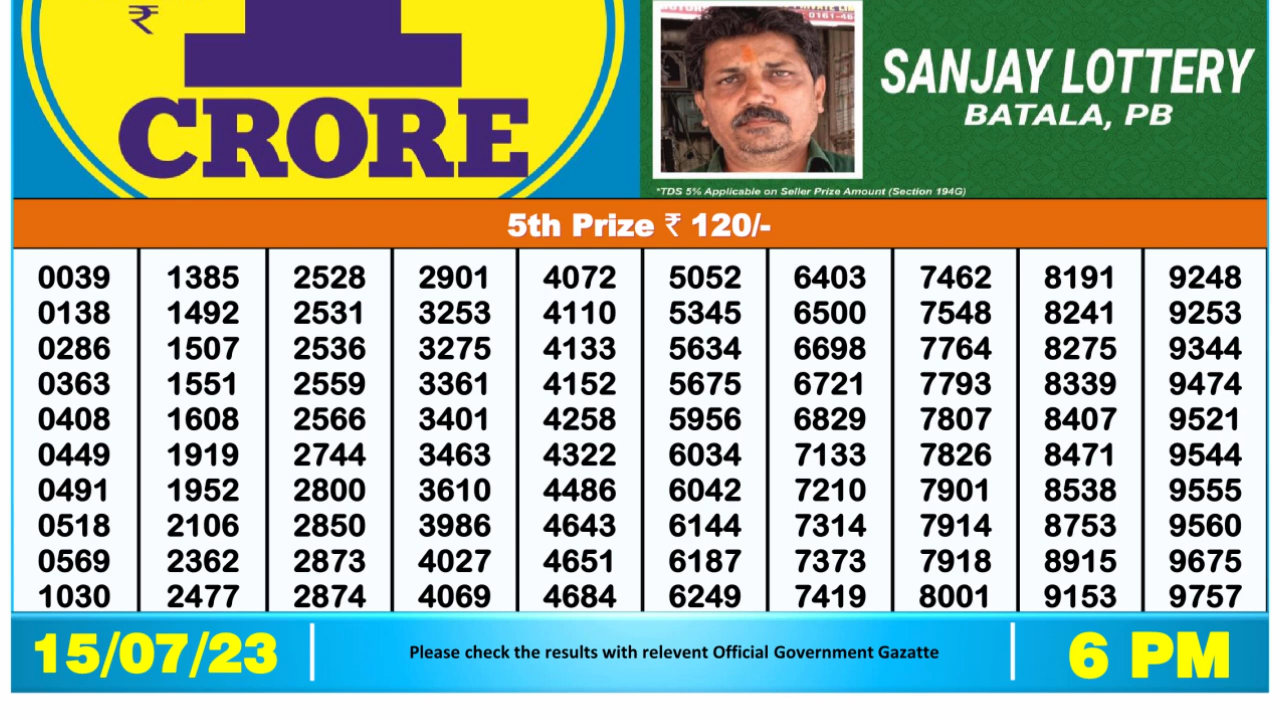 ₹
1
CRORE
0161-46
SANJAY LOTTERY
BATALA, PB
*TDS 5% Applicable on Seller Prize Amount (Section 194G)
5th Prize ₹ 120/-
0039 1385 2528 2901 4072 5052 6403 7462 8191 9248
0138 1492 2531 3253 4110 5345 6500 7548 8241 9253
0286 1507 2536 3275 4133 5634 6698 7764 8275 9344
0363 1551 2559 3361 4152 5675 6721 7793 8339 9474
0408 1608 2566 3401 4258 5956 6829 7807 8407 9521
0449 1919 2744 3463 4322 6034 7133 7826 8471 9544
0491 1952 2800 3610 4486 6042 7210 7901 8538 9555
0518 2106 2850 3986 4643 6144 7314 7914 8753 9560
0569 2362 2873 4027 4651 6187 7373 7918 8915 9675
1030 2477 2874 4069 4684 6249 7419 8001 9153 9757
15/07/23
Please check the results with relevent Official Government Gazatte
6 PM